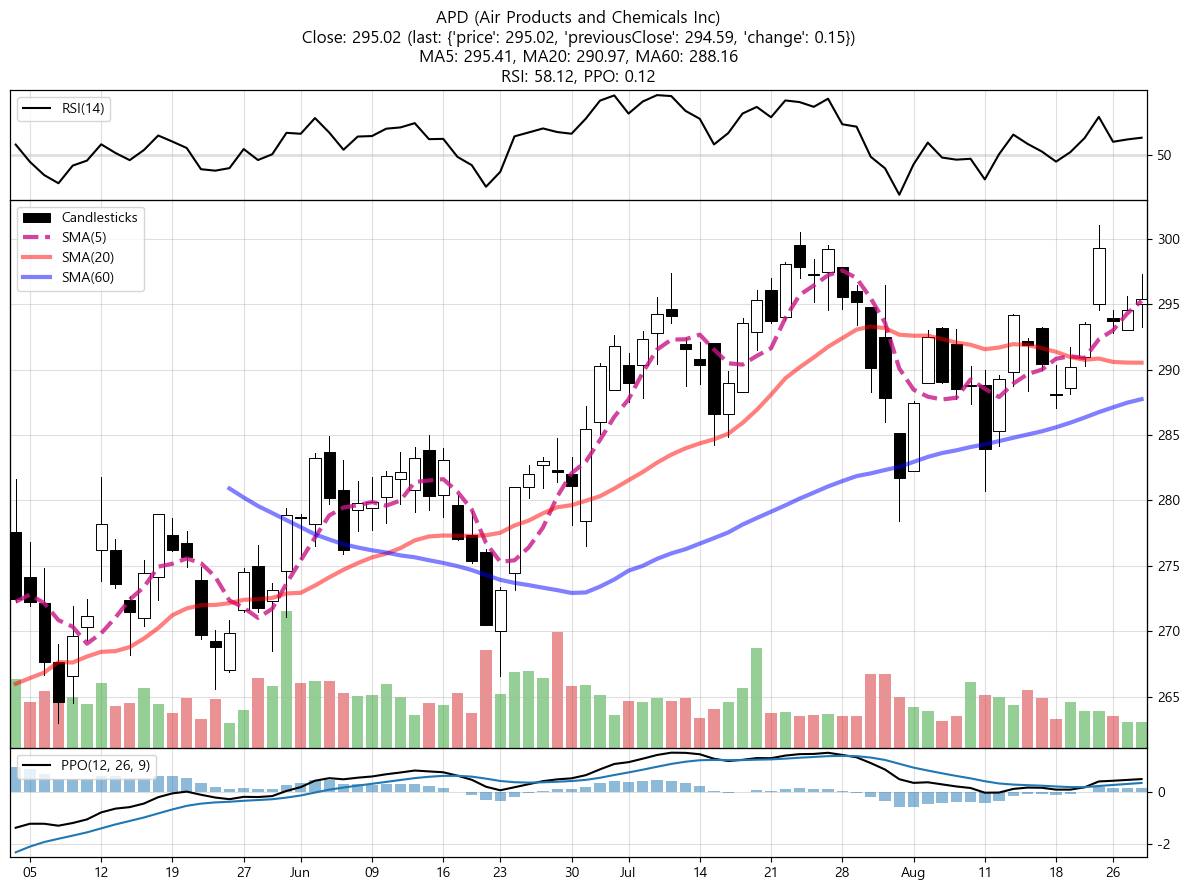 APD (Air Products and Chemicals Inc)
Close: 295.02 (last: {'price': 295.02, 'previousClose': 294.59, 'change': 0.15})
MA5: 295.41, MA20: 290.97, MA60: 288.16
RSI: 58.12, PPO: 0.12
RSI(14)
50
Candlesticks
SMA(5)
SMA(20)
SMA(60)
300
295
290
285
280
275
270
265
PPO(12, 26, 9)
0
-2
05 12 19 27 Jun 09 16 23 30 Jul 14 21 28 Aug 11 18 26